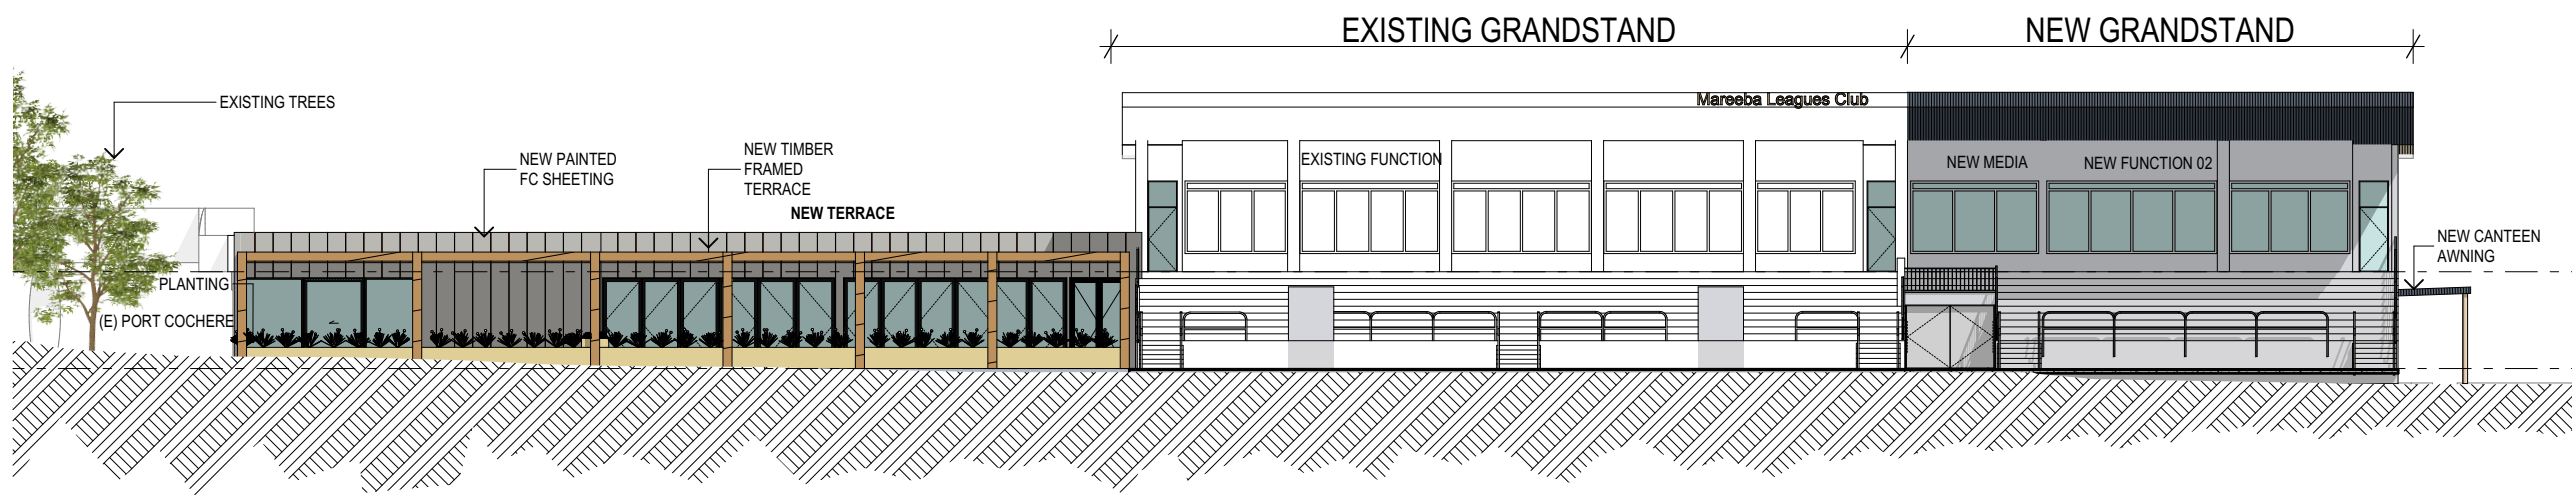 EXISTING GRANDSTAND
NEW GRANDSTAND
EXISTING TREES
Mareeba Leagues Club
NEW PAINTED
FC SHEETING
NEW TIMBER
FRAMED
TERRACE
NEW TERRACE
EXISTING FUNCTION
NEW MEDIA
NEW FUNCTION 02
NEW CANTEEN
AWNING
PLANTING
(E) PORT COCHERE